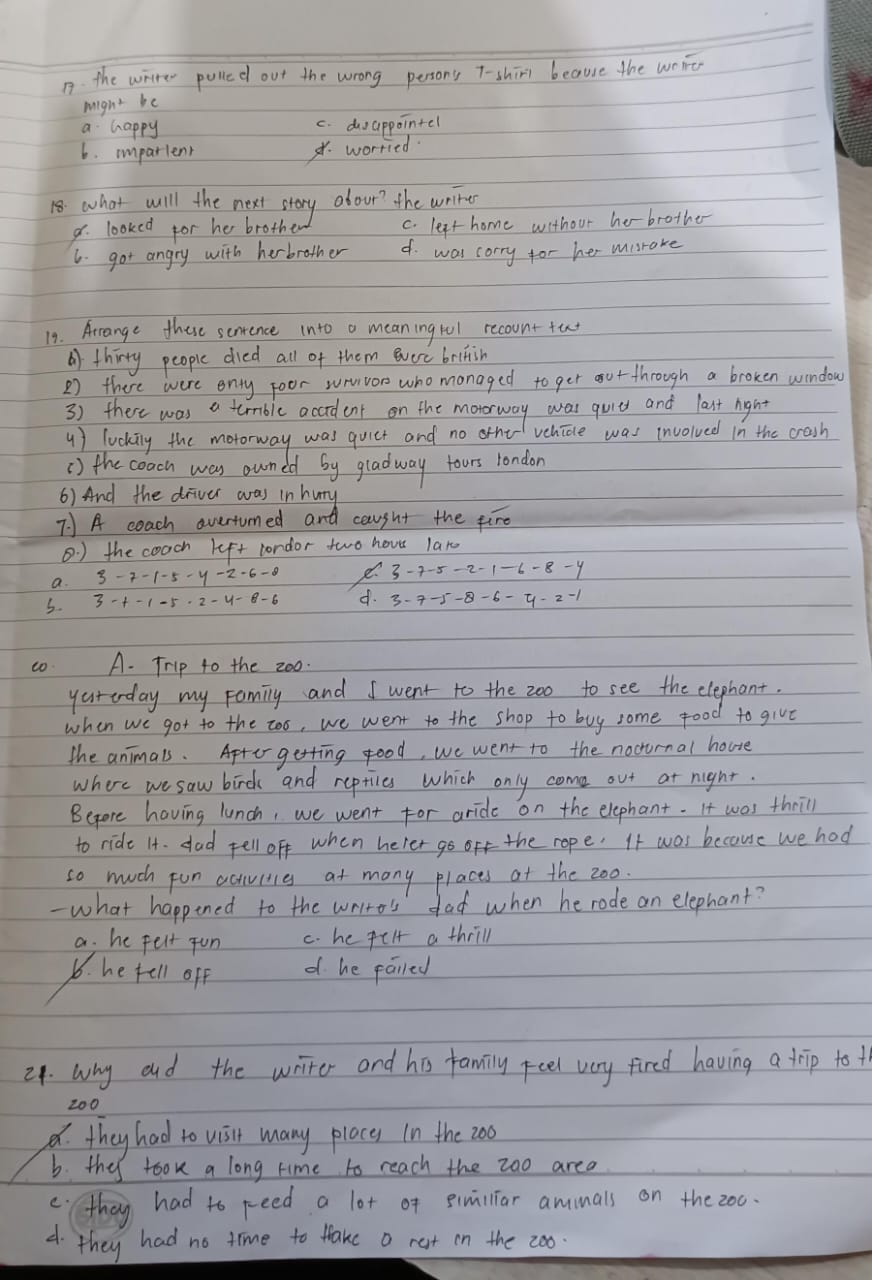 17. the writer pulled out the wrong person's T-shirt beause the writer
might be
a. happy c. disappointel
b. impatient d. worried
18. what will the next story about? the writer
a. looked for her brother c. left home without her brother
b. got angry with her brother d. was corry for her mistake
19. Arrange these sentence into a meaningful recount text
1) thirty people died all of them were british
2) there were only four survivors who managed to get out through a broken window
3) there was a terrible accident on the motorway was quiet and last night
4) luckily the motorway was quiet and no other vehicle was involved in the crash
5) the coach was owned by gladway tours london
6) And the driver was in hurry
7.) A coach overturned and caught the fire
8.) the coach left london two hours late
a. 3-7-1-5-4-2-6-8 c. 3-7-5-2-1-6-8-4
b. 3-7-1-5-2-4-8-6 d. 3-7-5-8-6-4-2-1
20. A- Trip to the zoo.
yesterday my family and I went to the zoo to see the elephant.
when we got to the zoo, we went to the shop to buy some food to give
the animals. After getting food, we went to the nocturnal house
where we saw birds and reptiles which only come out at night.
Before having lunch, we went for a ride on the elephant. It was thrill
to ride it. dad fell off when he let go off the rope. It was because we had
so much fun activities at many places at the zoo.
- what happened to the writer's dad when he rode an elephant?
a. he felt fun c. he felt a thrill
b. he fell off d. he failed
21. Why did the writer and his family feel very fired having a trip to th
zoo
a. they had to visit many places in the zoo
b. they took a long time to reach the zoo area
c. they had to feed a lot of similiar aminals on the zoo.
d. they had no time to take a rest in the zoo.